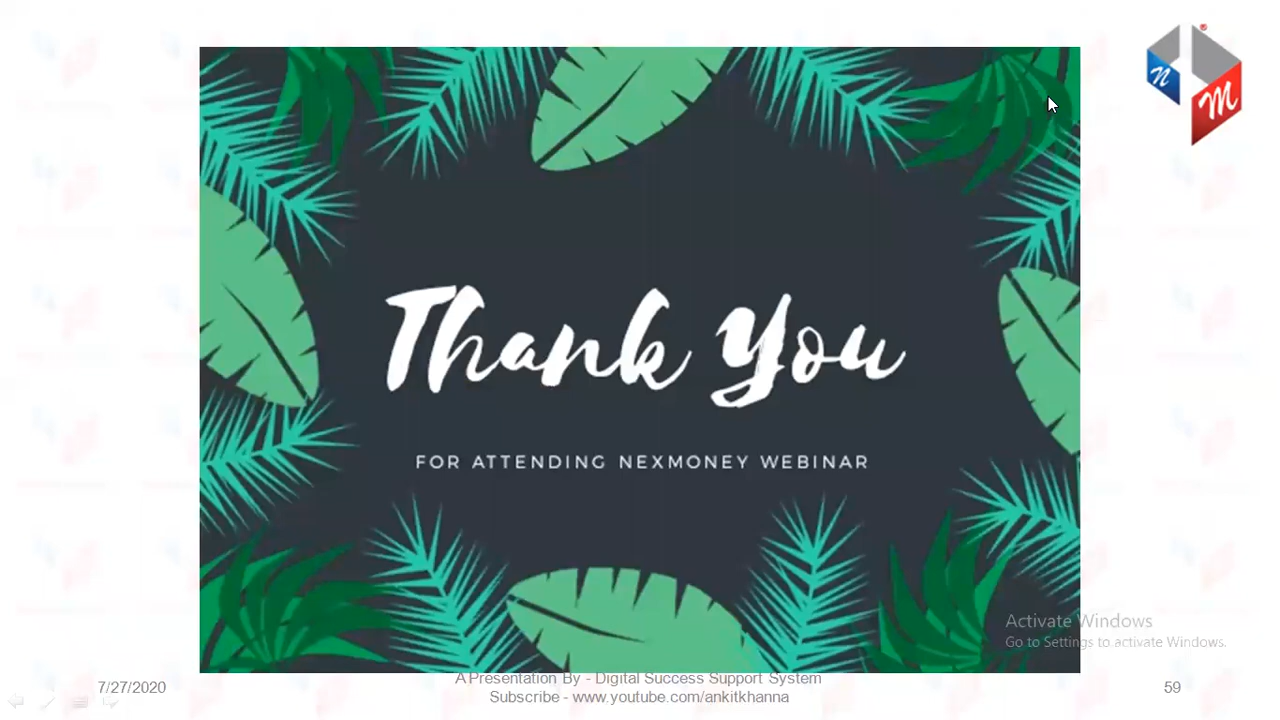 n
m
Thank You
FOR ATTENDING NEXMONEY WEBINAR
Activate Windows
Go to Settings to activate Windows.
7/27/2020
A Presentation By - Digital Success Support System
Subscribe - www.youtube.com/ankitkhanna
59